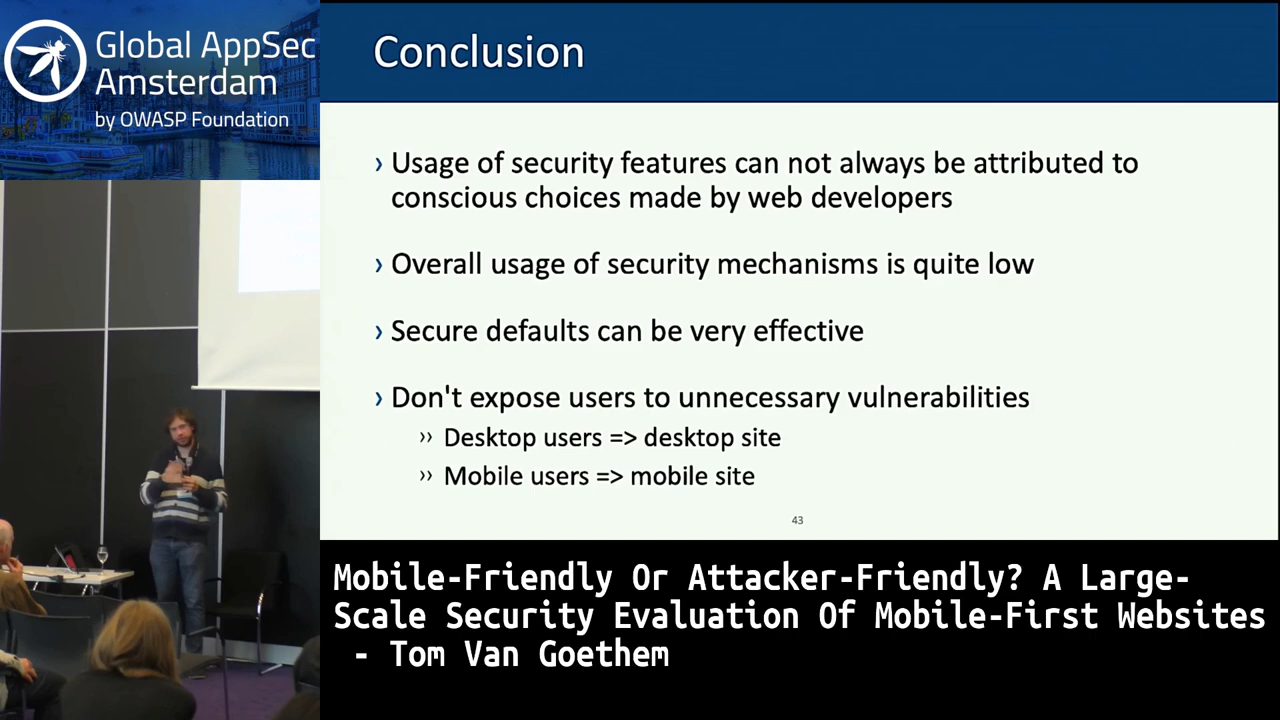 Global AppSec
Amsterdam
by OWASP Foundation
Conclusion
› Usage of security features can not always be attributed to
conscious choices made by web developers
› Overall usage of security mechanisms is quite low
› Secure defaults can be very effective
› Don't expose users to unnecessary vulnerabilities
›› Desktop users => desktop site
›› Mobile users => mobile site
43
Mobile-Friendly Or Attacker-Friendly? A Large-
Scale Security Evaluation Of Mobile-First Websites
- Tom Van Goethem